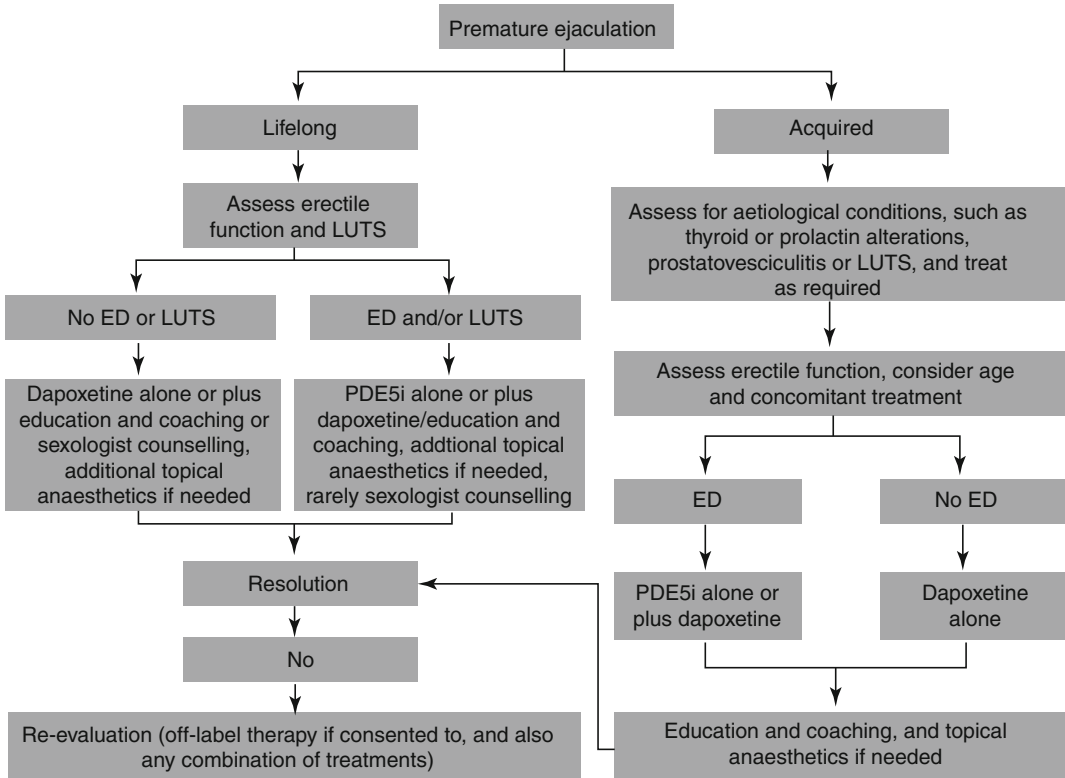 Premature ejaculation
Lifelong
Acquired
Assess erectile
function and LUTS
Assess for aetiological conditions, such as
thyroid or prolactin alterations,
prostatovesciculitis or LUTS, and treat
as required
No ED or LUTS
ED and/or LUTS
Dapoxetine alone or plus
education and coaching or
sexologist counselling,
additional topical
anaesthetics if needed
PDE5i alone or plus
dapoxetine/education and
coaching, addtional topical
anaesthetics if needed,
rarely sexologist counselling
Assess erectile function, consider age
and concomitant treatment
ED
No ED
Resolution
PDE5i alone or
plus dapoxetine
Dapoxetine
alone
No
Re-evaluation (off-label therapy if consented to, and also
any combination of treatments)
Education and coaching, and topical
anaesthetics if needed